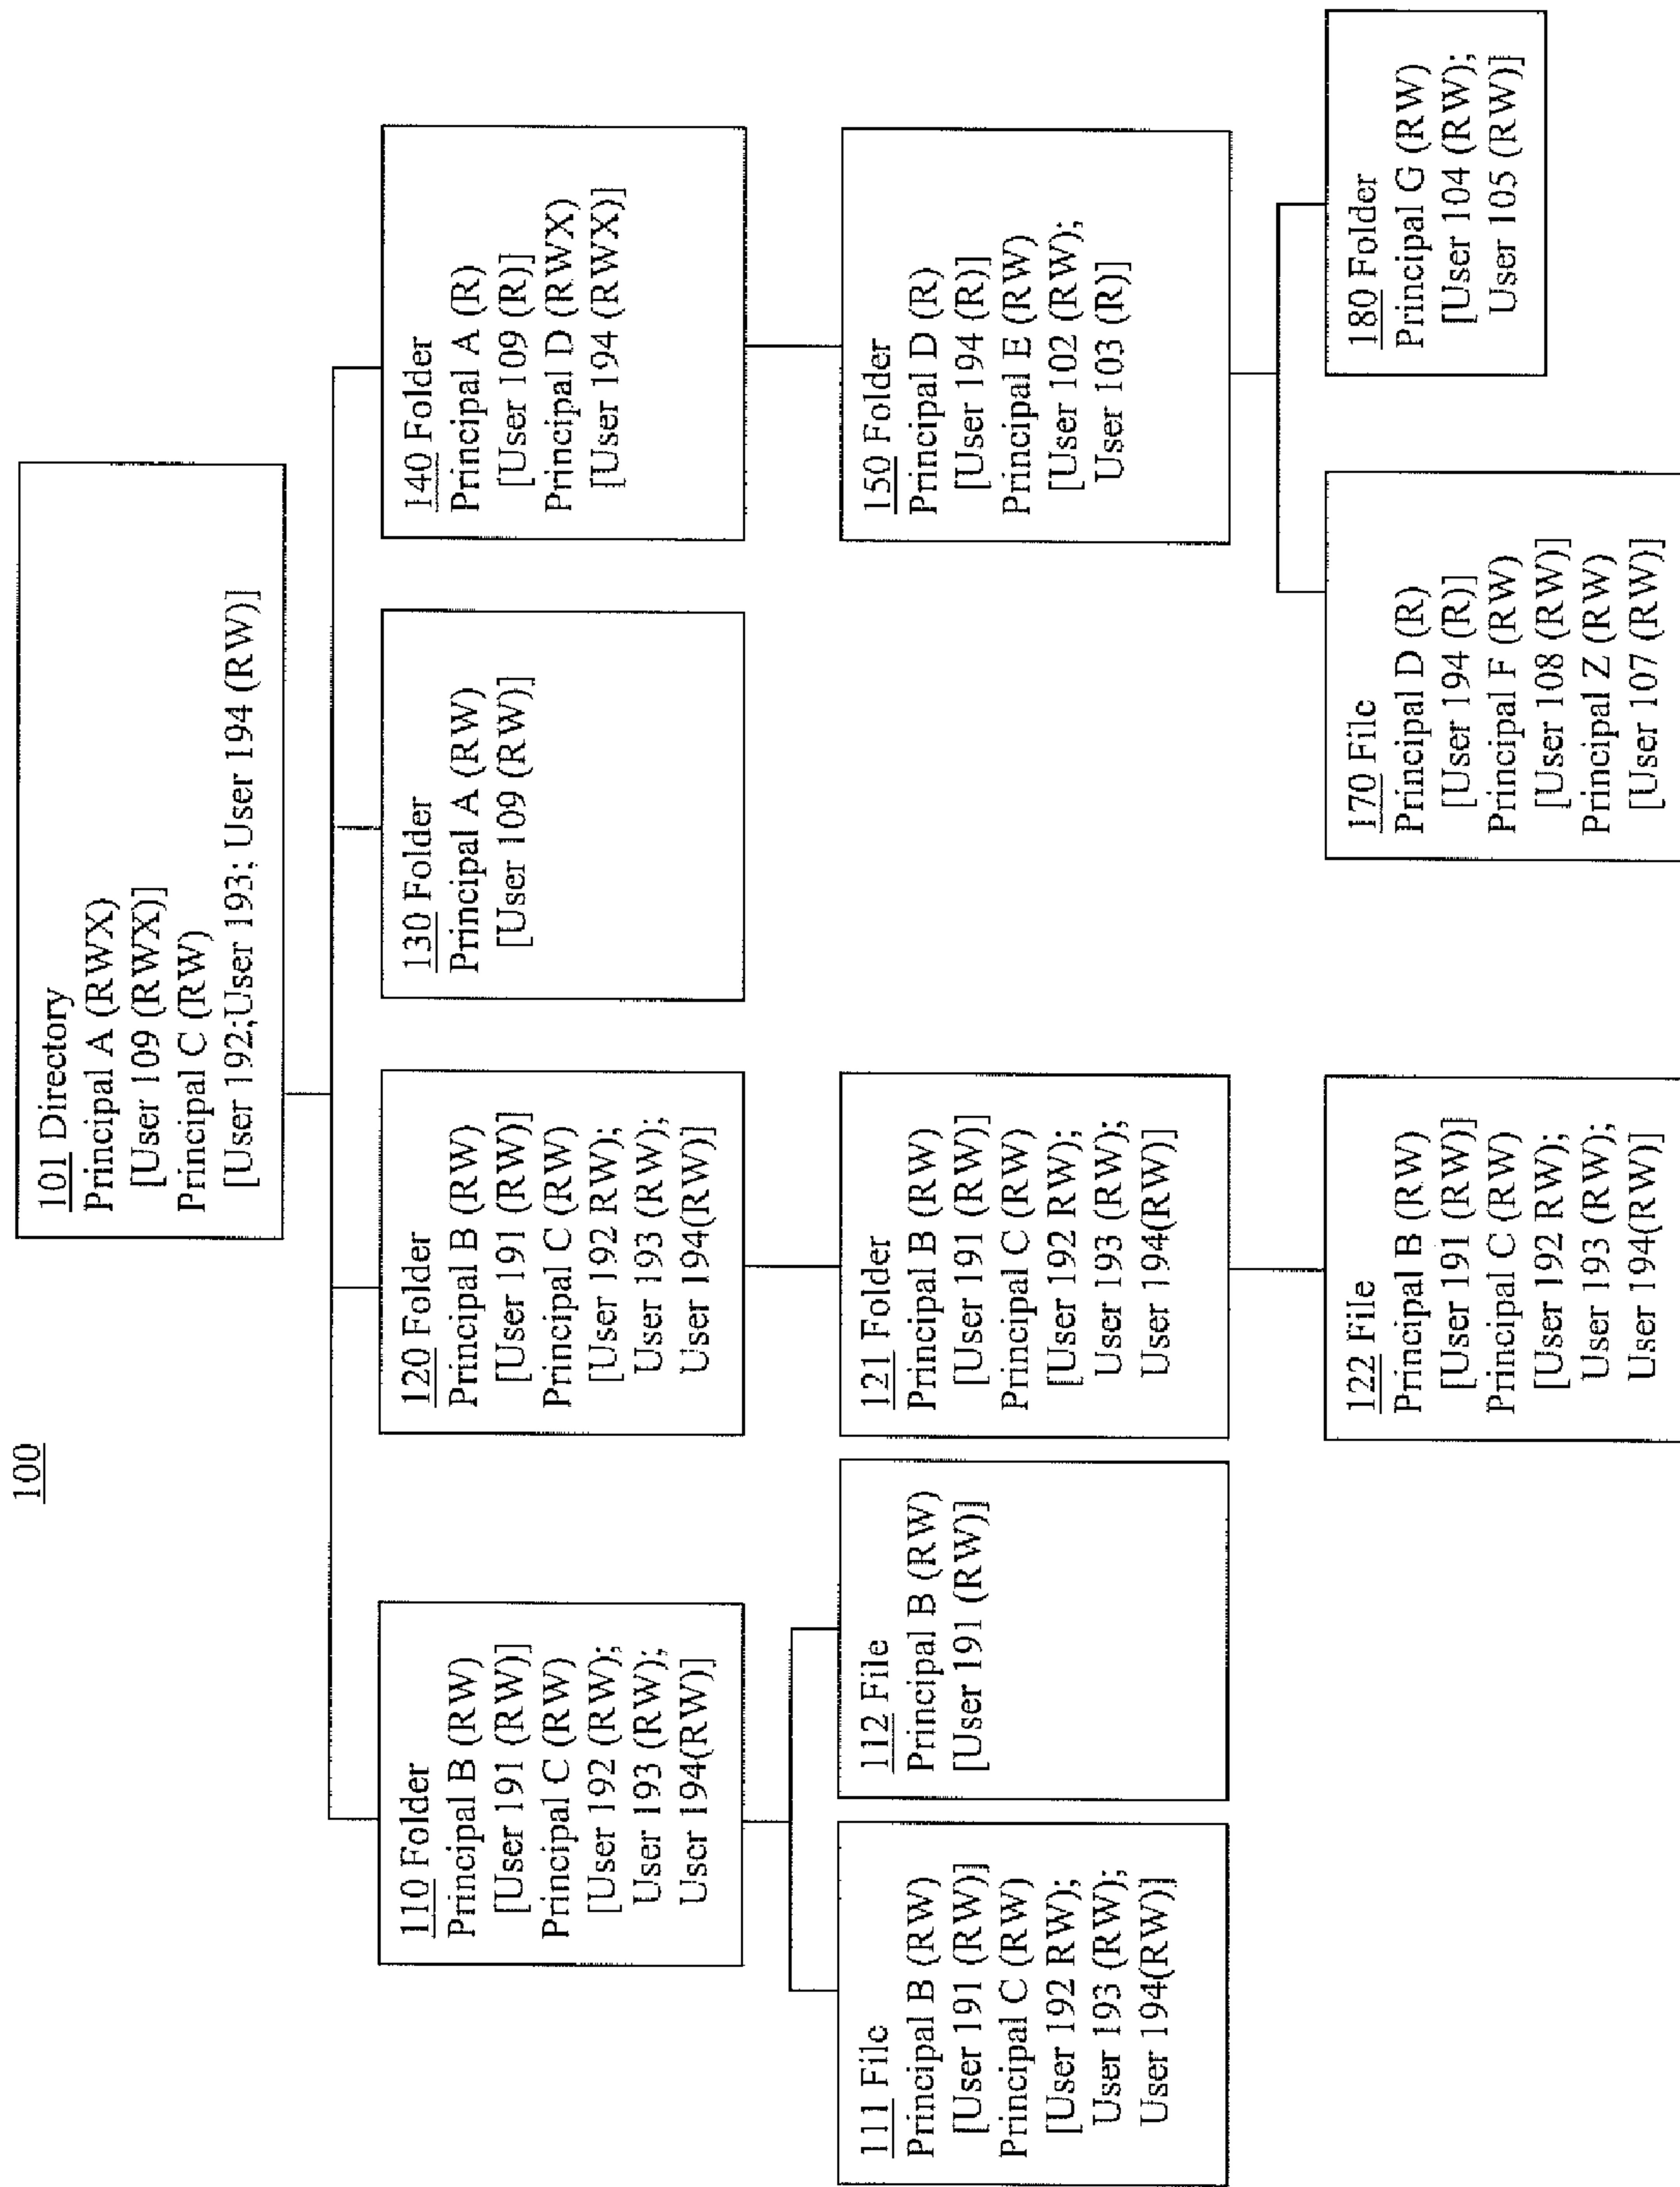 100
101 Directory
Principal A (RWX)
[User 109 (RWX)]
Principal C (RW)
[User 192;User 193; User 194 (RW)]
110 Folder
Principal B (RW)
[User 191 (RW)]
Principal C (RW)
[User 192 (RW);
User 193 (RW);
User 194(RW)]
120 Folder
Principal B (RW)
[User 191 (RW)]
Principal C (RW)
[User 192 RW);
User 193 (RW);
User 194(RW)]
130 Folder
Principal A (RW)
[User 109 (RW)]
140 Folder
Principal A (R)
[User 109 (R)]
Principal D (RWX)
[User 194 (RWX)]
111 File
Principal B (RW)
[User 191 (RW)]
Principal C (RW)
[User 192 RW);
User 193 (RW);
User 194(RW)]
112 File
Principal B (RW)
[User 191 (RW)]
121 Folder
Principal B (RW)
[User 191 (RW)]
Principal C (RW)
[User 192 RW);
User 193 (RW);
User 194(RW)]
150 Folder
Principal D (R)
[User 194 (R)]
Principal E (RW)
[User 102 (RW);
User 103 (R)]
122 File
Principal B (RW)
[User 191 (RW)]
Principal C (RW)
[User 192 RW);
User 193 (RW);
User 194(RW)]
170 File
Principal D (R)
[User 194 (R)]
Principal F (RW)
[User 108 (RW)]
Principal Z (RW)
[User 107 (RW)]
180 Folder
Principal G (RW)
[User 104 (RW);
User 105 (RW)]